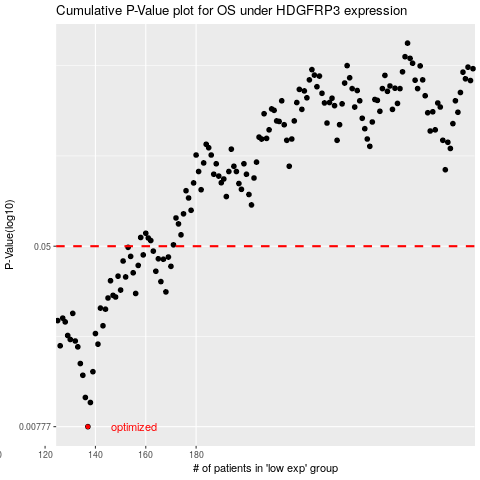 Cumulative P-Value plot for OS under HDGFRP3 expression
P-Value(log10)
0.05
0.00777
optimized
0 120 140 160 180
# of patients in 'low exp' group